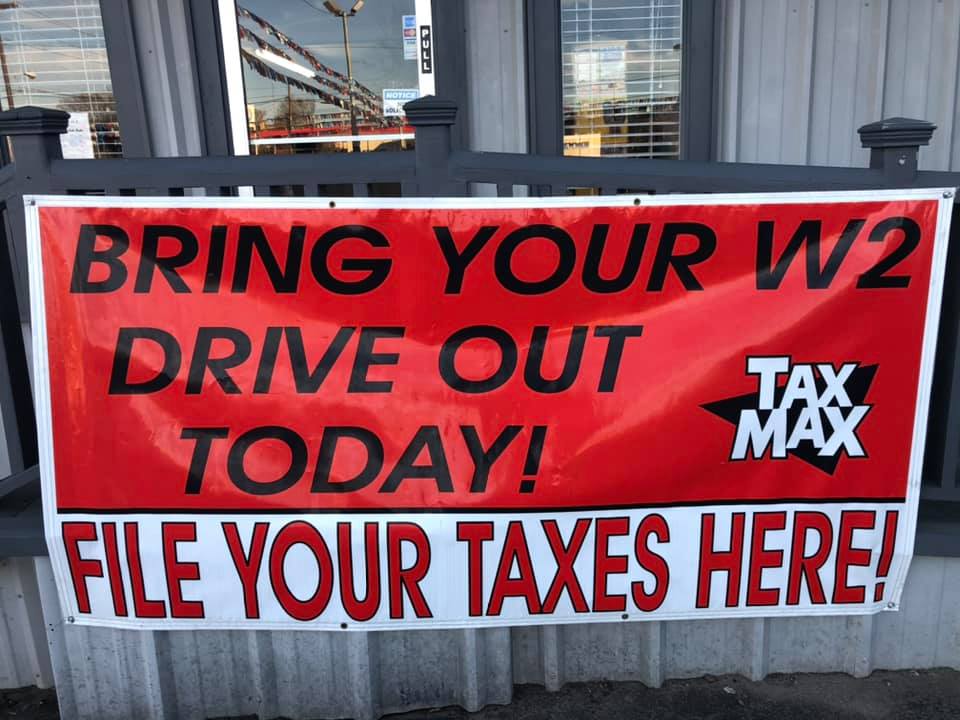 PULL
NOTICE
BRING YOUR W2
DRIVE OUT
TODAY!
TAX
MAX
FILE YOUR TAXES HERE!